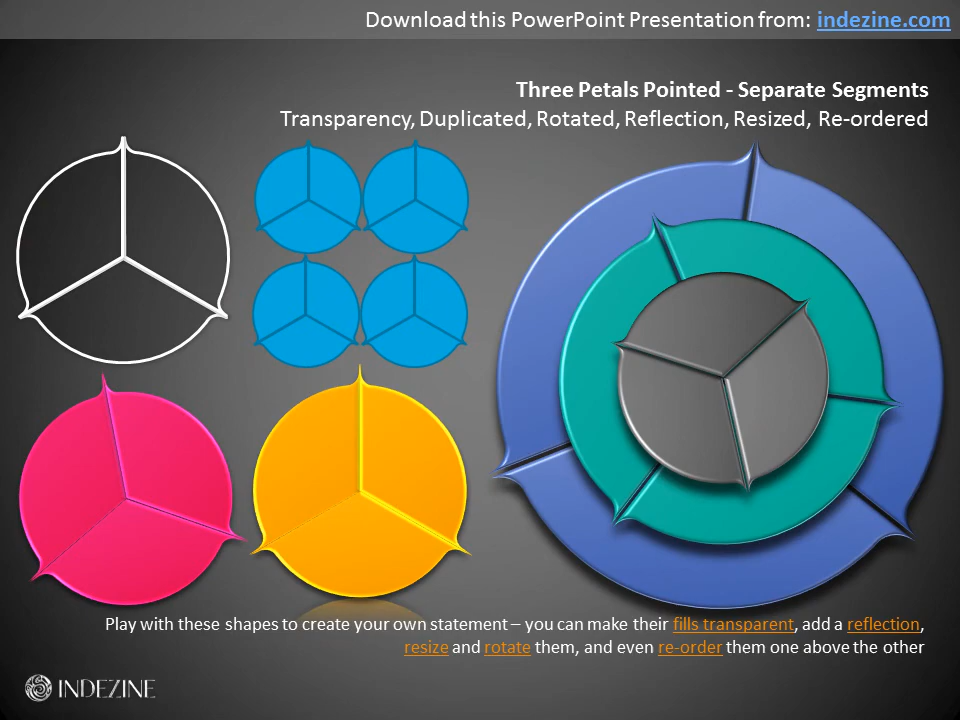 Download this PowerPoint Presentation from: indezine.com
Three Petals Pointed - Separate Segments
Transparency, Duplicated, Rotated, Reflection, Resized, Re-ordered
Play with these shapes to create your own statement – you can make their fills transparent, add a reflection,
resize and rotate them, and even re-order them one above the other
INDEZINE